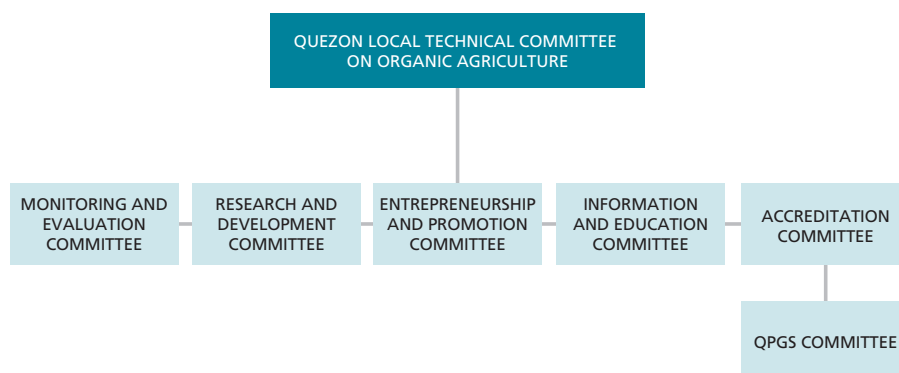 QUEZON LOCAL TECHNICAL COMMITTEE
ON ORGANIC AGRICULTURE
MONITORING AND
EVALUATION
COMMITTEE
RESEARCH AND
DEVELOPMENT
COMMITTEE
ENTREPRENEURSHIP
AND PROMOTION
COMMITTEE
INFORMATION
AND EDUCATION
COMMITTEE
ACCREDITATION
COMMITTEE
QPGS COMMITTEE